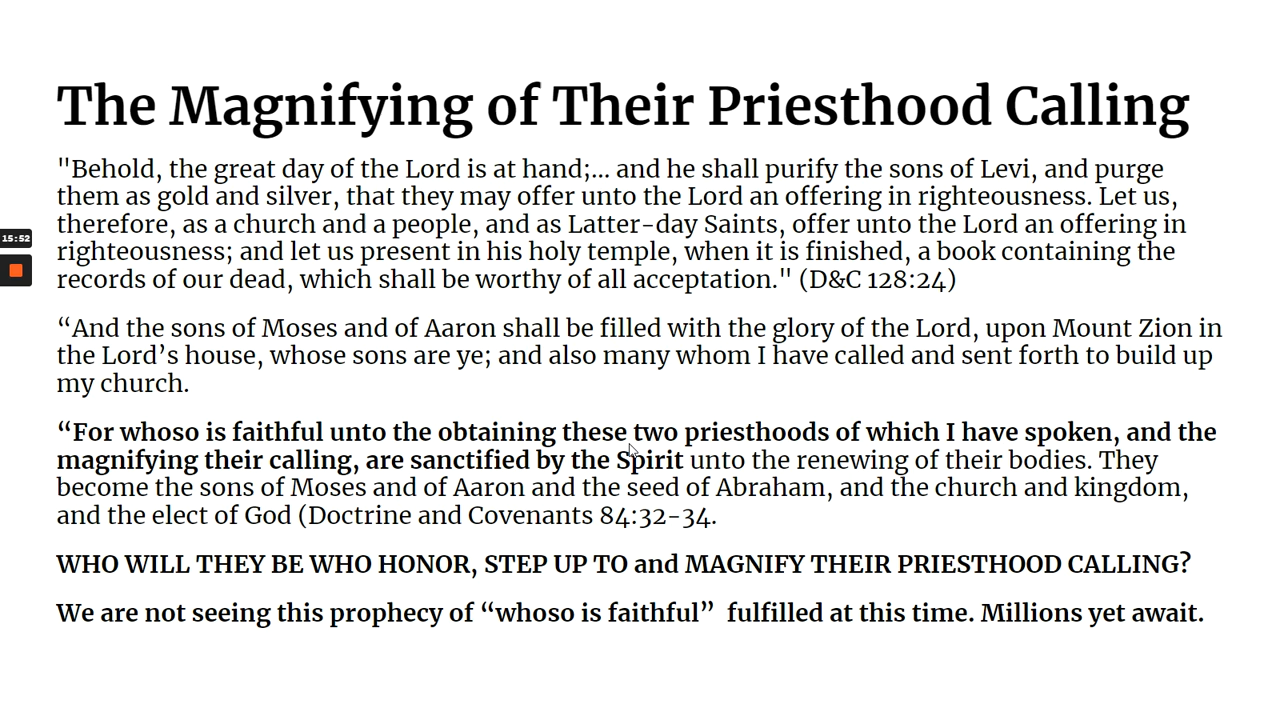 The Magnifying of Their Priesthood Calling
"Behold, the great day of the Lord is at hand;... and he shall purify the sons of Levi, and purge
them as gold and silver, that they may offer unto the Lord an offering in righteousness. Let us,
therefore, as a church and a people, and as Latter-day Saints, offer unto the Lord an offering in
righteousness; and let us present in his holy temple, when it is finished, a book containing the
records of our dead, which shall be worthy of all acceptation." (D&C 128:24)
15:52
“And the sons of Moses and of Aaron shall be filled with the glory of the Lord, upon Mount Zion in
the Lord’s house, whose sons are ye; and also many whom I have called and sent forth to build up
my church.
“For whoso is faithful unto the obtaining these two priesthoods of which I have spoken, and the
magnifying their calling, are sanctified by the Spirit unto the renewing of their bodies. They
become the sons of Moses and of Aaron and the seed of Abraham, and the church and kingdom,
and the elect of God (Doctrine and Covenants 84:32-34.
WHO WILL THEY BE WHO HONOR, STEP UP TO and MAGNIFY THEIR PRIESTHOOD CALLING?
We are not seeing this prophecy of “whoso is faithful”  fulfilled at this time. Millions yet await.